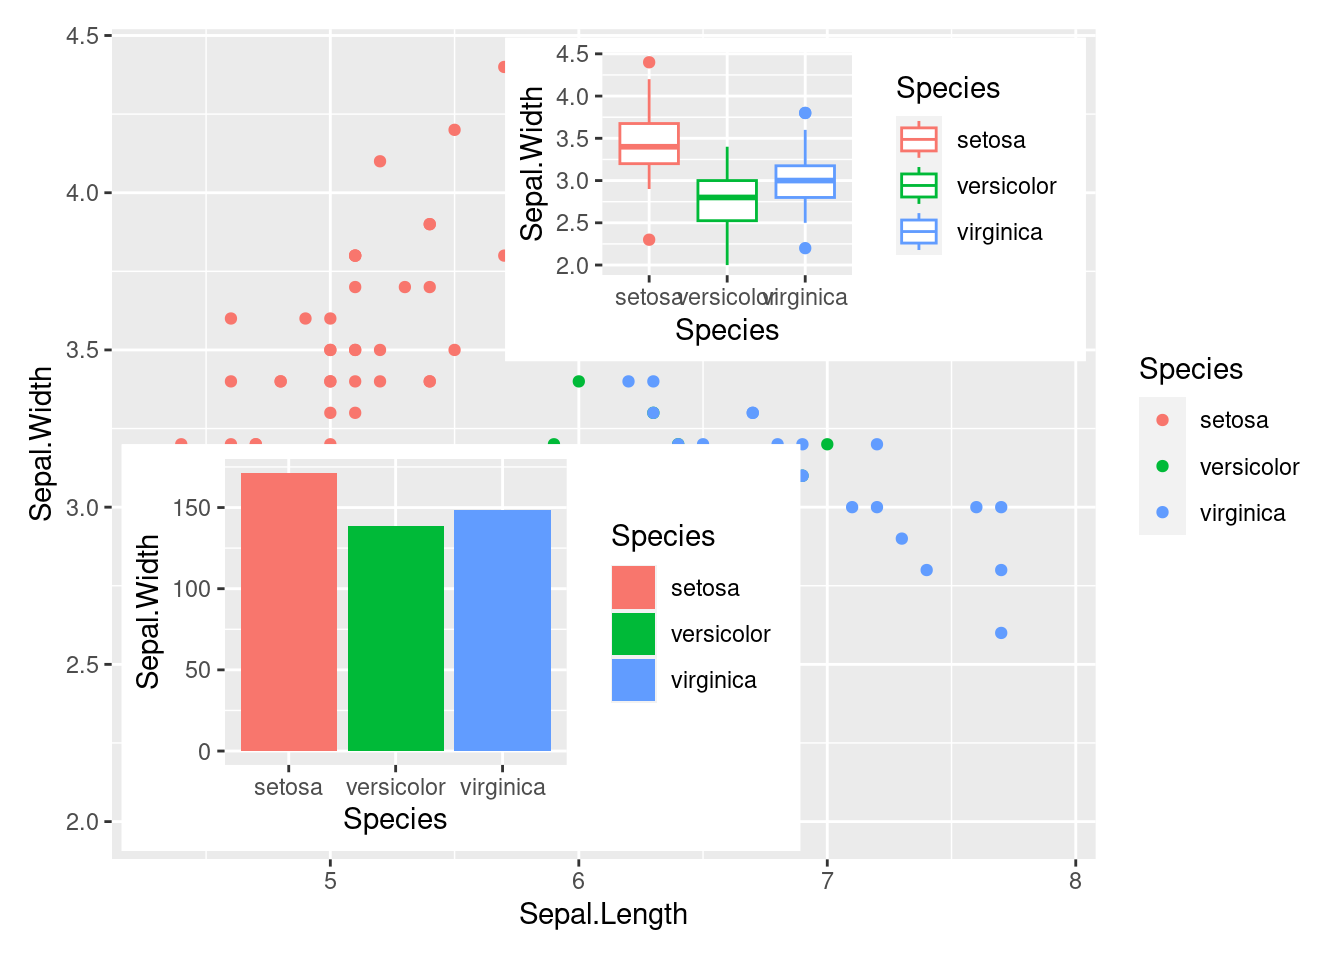 4.5
4.0
3.5
3.0
2.5
2.0
Sepal.Width
5 6 7 8
Sepal.Length
4.5
4.0
3.5
3.0
2.5
2.0
Sepal.Width
setosa versicolor virginica
Species
Species
setosa
versicolor
virginica
150
100
50
0
Sepal.Width
setosa versicolor virginica
Species
Species
setosa
versicolor
virginica
Species
setosa
versicolor
virginica